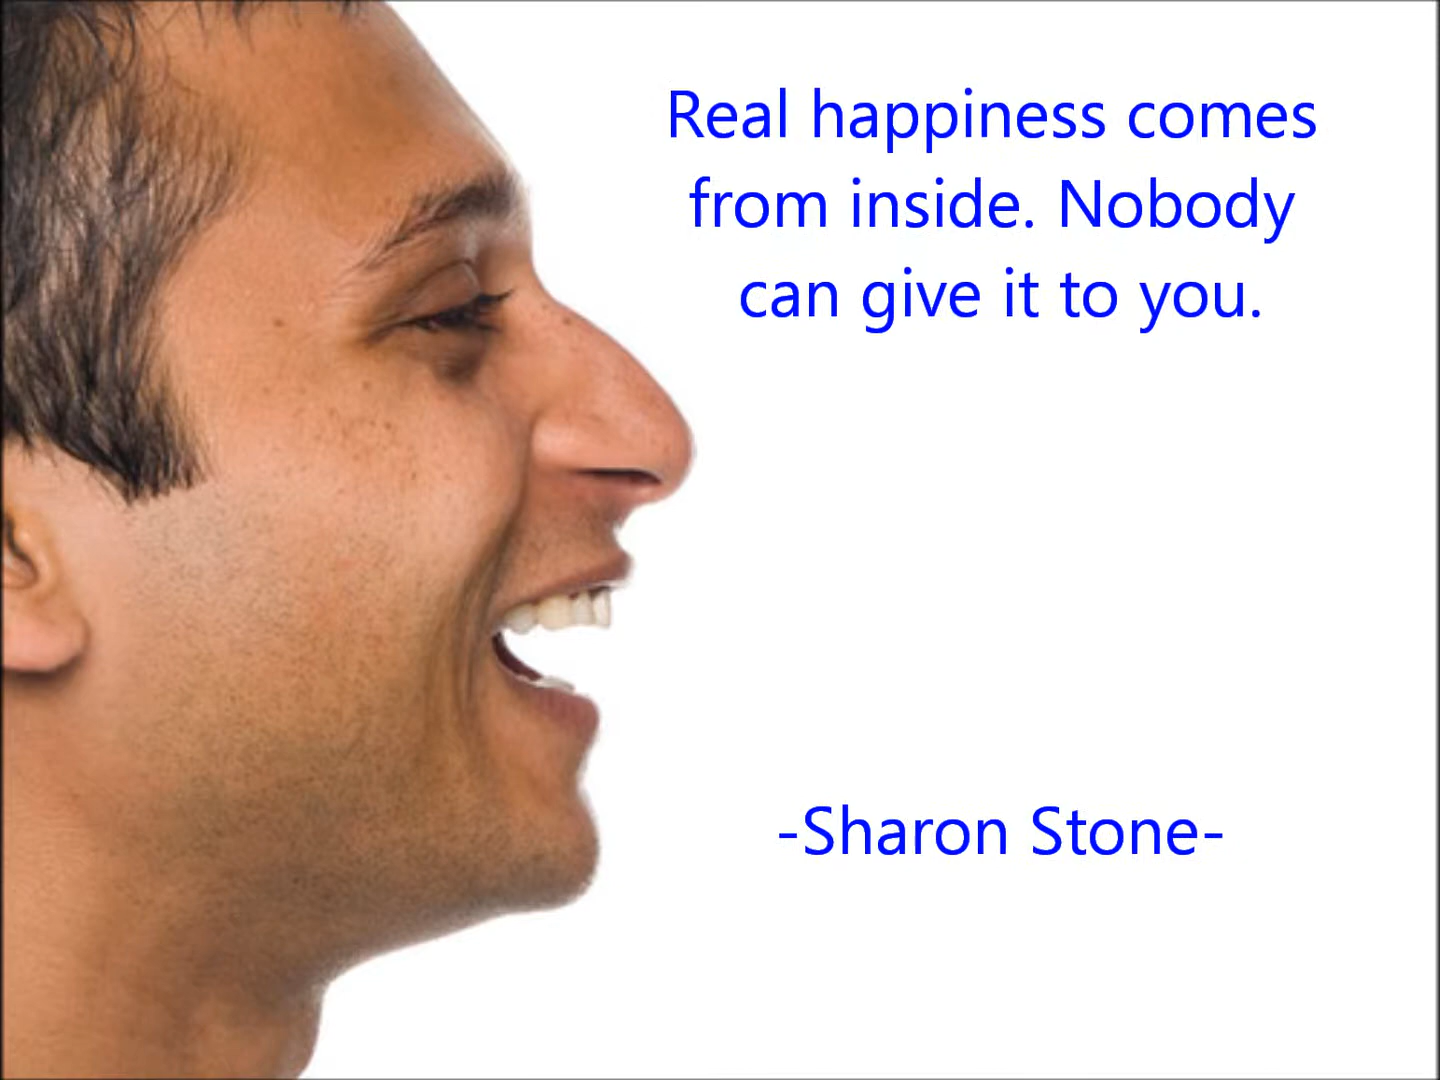 Real happiness comes
from inside. Nobody
can give it to you.
-Sharon Stone-